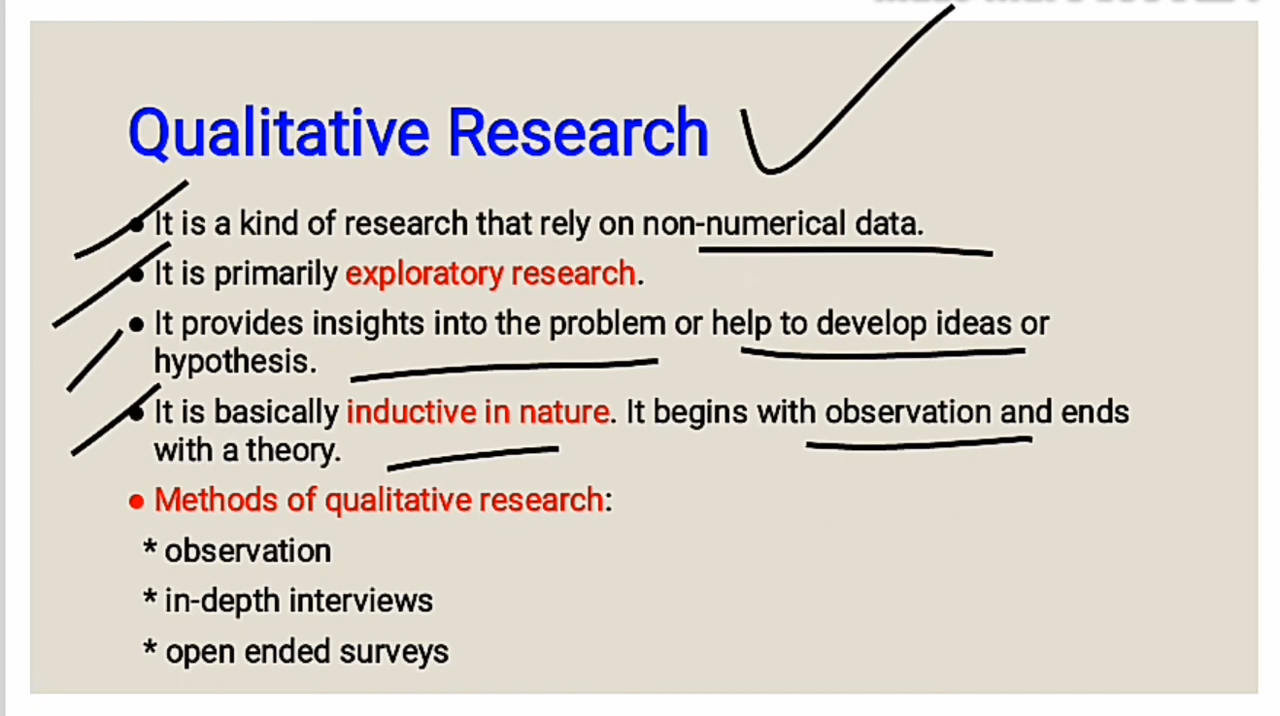 Qualitative Research
● It is a kind of research that rely on non-numerical data.
● It is primarily exploratory research.
● It provides insights into the problem or help to develop ideas or
hypothesis.
● It is basically inductive in nature. It begins with observation and ends
with a theory.
● Methods of qualitative research:
* observation
* in-depth interviews
* open ended surveys